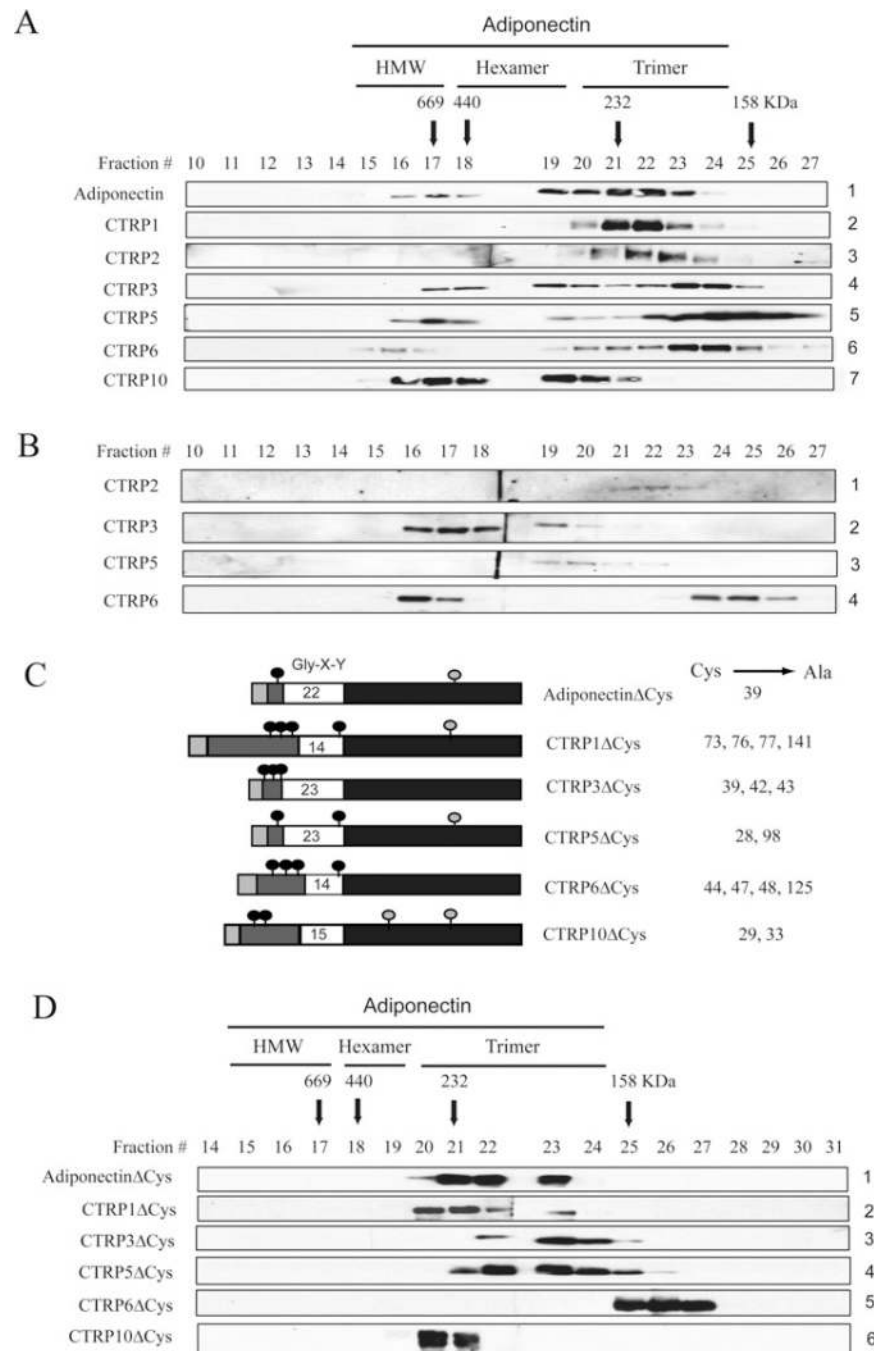 A
Adiponectin
HMW Hexamer Trimer
669 440 232 158 KDa
Fraction # 10 11 12 13 14 15 16 17 18 19 20 21 22 23 24 25 26 27
Adiponectin 1
CTRP1 2
CTRP2 3
CTRP3 4
CTRP5 5
CTRP6 6
CTRP10 7
B
Fraction # 10 11 12 13 14 15 16 17 18 19 20 21 22 23 24 25 26 27
CTRP2 1
CTRP3 2
CTRP5 3
CTRP6 4
C
Gly-X-Y Cys Ala
22 AdiponectinΔCys 39
14 CTRP1ΔCys 73, 76, 77, 141
23 CTRP3ΔCys 39, 42, 43
23 CTRP5ΔCys 28, 98
14 CTRP6ΔCys 44, 47, 48, 125
15 CTRP10ΔCys 29, 33
D
Adiponectin
HMW Hexamer Trimer
669 440 232 158 KDa
Fraction # 14 15 16 17 18 19 20 21 22 23 24 25 26 27 28 29 30 31
AdiponectinΔCys 1
CTRP1ΔCys 2
CTRP3ΔCys 3
CTRP5ΔCys 4
CTRP6ΔCys 5
CTRP10ΔCys 6